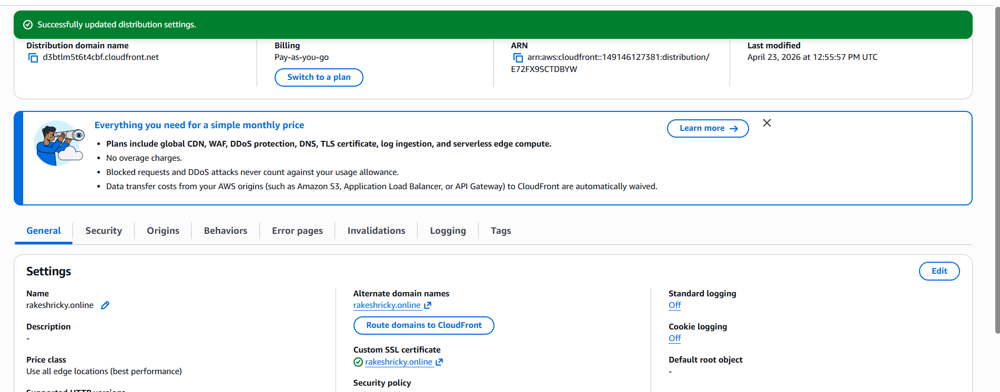 Successfully updated distribution settings.
Distribution domain name
d3btlm5t6t4cbf.cloudfront.net
Billing
Pay-as-you-go
Switch to a plan
ARN
arn:aws:cloudfront::149146127381:distribution/
E72FX9SCTDBYW
Last modified
April 23, 2026 at 12:55:57 PM UTC
Everything you need for a simple monthly price
Learn more
• Plans include global CDN, WAF, DDoS protection, DNS, TLS certificate, log ingestion, and serverless edge compute.
• No overage charges.
• Blocked requests and DDoS attacks never count against your usage allowance.
• Data transfer costs from your AWS origins (such as Amazon S3, Application Load Balancer, or API Gateway) to CloudFront are automatically waived.
General
Security
Origins
Behaviors
Error pages
Invalidations
Logging
Tags
Settings
Edit
Name
rakeshricky.online
Description
-
Price class
Use all edge locations (best performance)
Supported HTTP versions
Alternate domain names
rakeshricky.online
Route domains to CloudFront
Custom SSL certificate
rakeshricky.online
Security policy
Standard logging
Off
Cookie logging
Off
Default root object
-